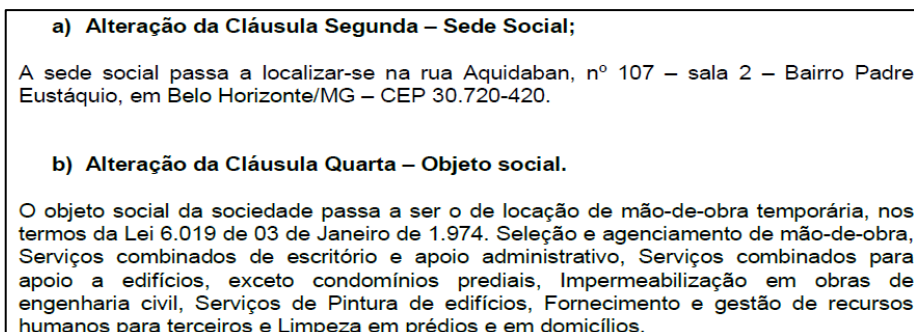 a) Alteração da Cláusula Segunda – Sede Social;
A sede social passa a localizar-se na rua Aquidaban, nº 107 – sala 2 – Bairro Padre
Eustáquio, em Belo Horizonte/MG – CEP 30.720-420.
b) Alteração da Cláusula Quarta – Objeto social.
O objeto social da sociedade passa a ser o de locação de mão-de-obra temporária, nos
termos da Lei 6.019 de 03 de Janeiro de 1.974. Seleção e agenciamento de mão-de-obra,
Serviços combinados de escritório e apoio administrativo, Serviços combinados para
apoio a edifícios, exceto condomínios prediais, Impermeabilização em obras de
engenharia civil, Serviços de Pintura de edifícios, Fornecimento e gestão de recursos
humanos para terceiros e Limpeza em prédios e em domicílios.